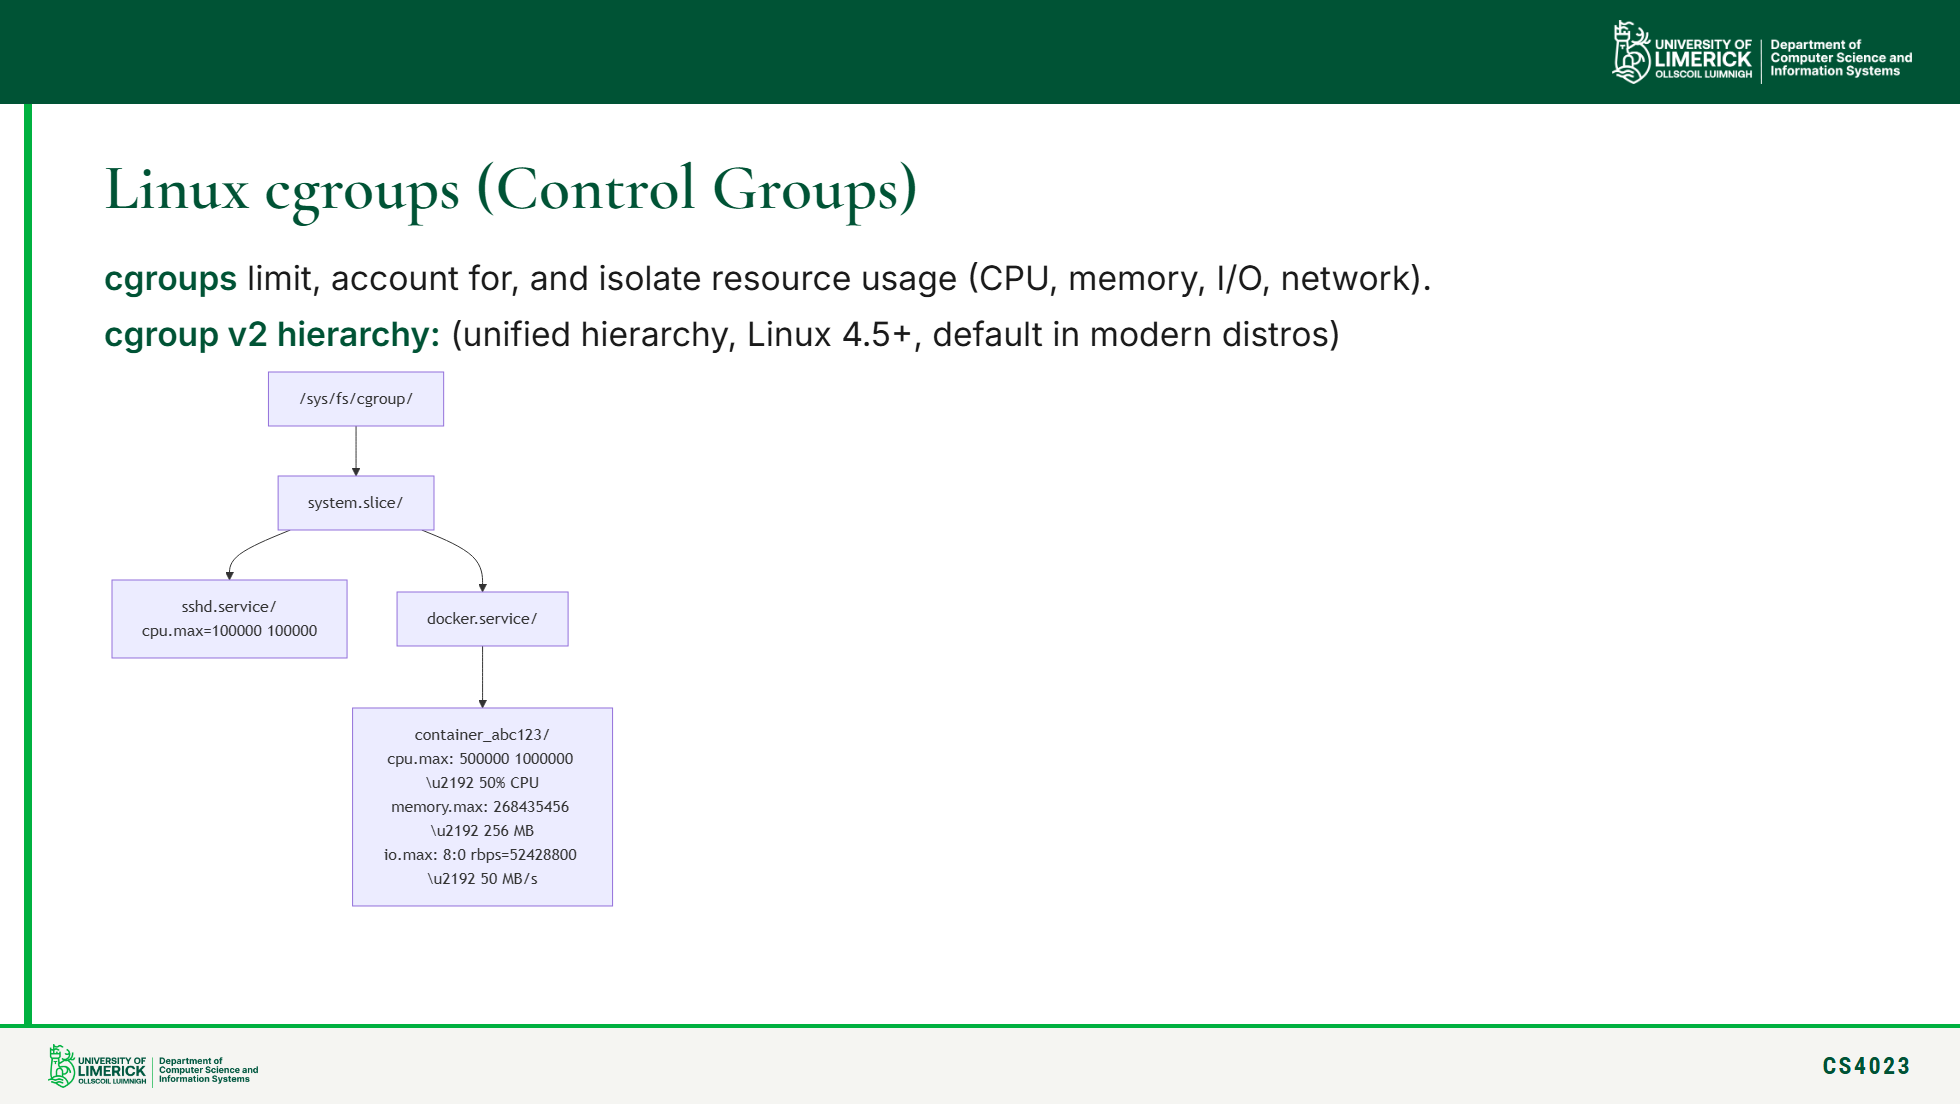 UNIVERSITY OF
LIMERICK
OLLSCOIL LUIMNIGH
Department of
Computer Science and
Information Systems
Linux cgroups (Control Groups)
cgroups limit, account for, and isolate resource usage (CPU, memory, I/O, network).
cgroup v2 hierarchy: (unified hierarchy, Linux 4.5+, default in modern distros)
/sys/fs/cgroup/
system.slice/
sshd.service/
cpu.max=100000 100000
docker.service/
container_abc123/
cpu.max: 500000 1000000
\u2192 50% CPU
memory.max: 268435456
\u2192 256 MB
io.max: 8:0 rbps=52428800
\u2192 50 MB/s
UNIVERSITY OF
LIMERICK
OLLSCOIL LUIMNIGH
Department of
Computer Science and
Information Systems
CS4023